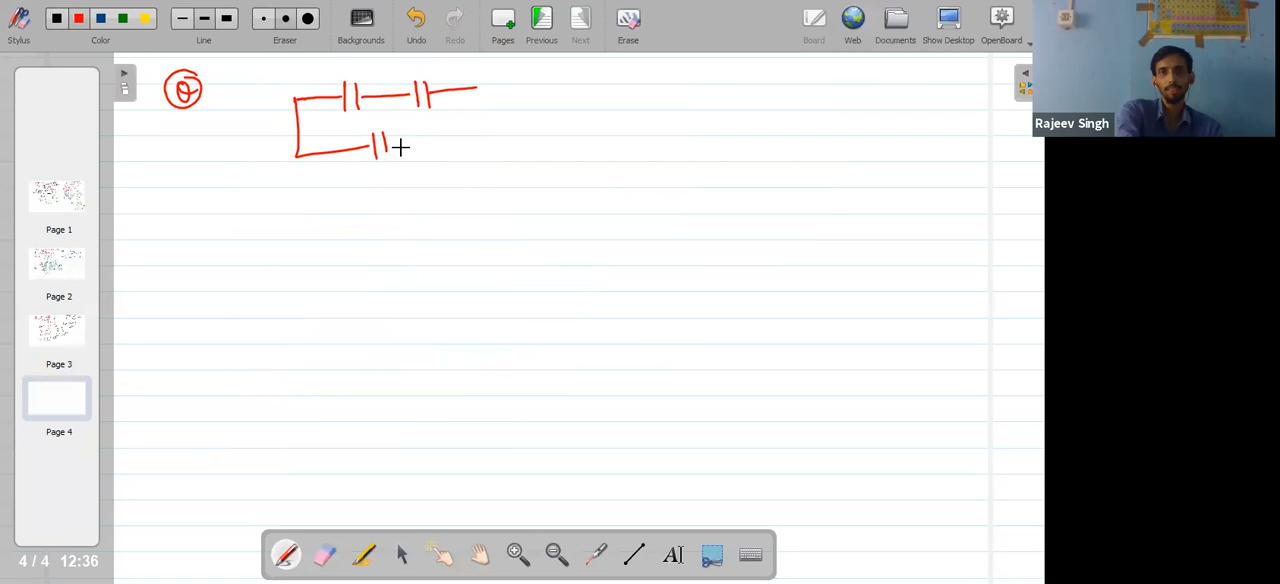 Stylus
Color
Line
Eraser
Backgrounds
Undo
Redo
Pages
Previous
Next
Erase
Board
Web
Documents
Show Desktop
OpenBoard
Rajeev Singh
Q
Page 1
Page 2
Page 3
Page 4
4 / 4 12:36